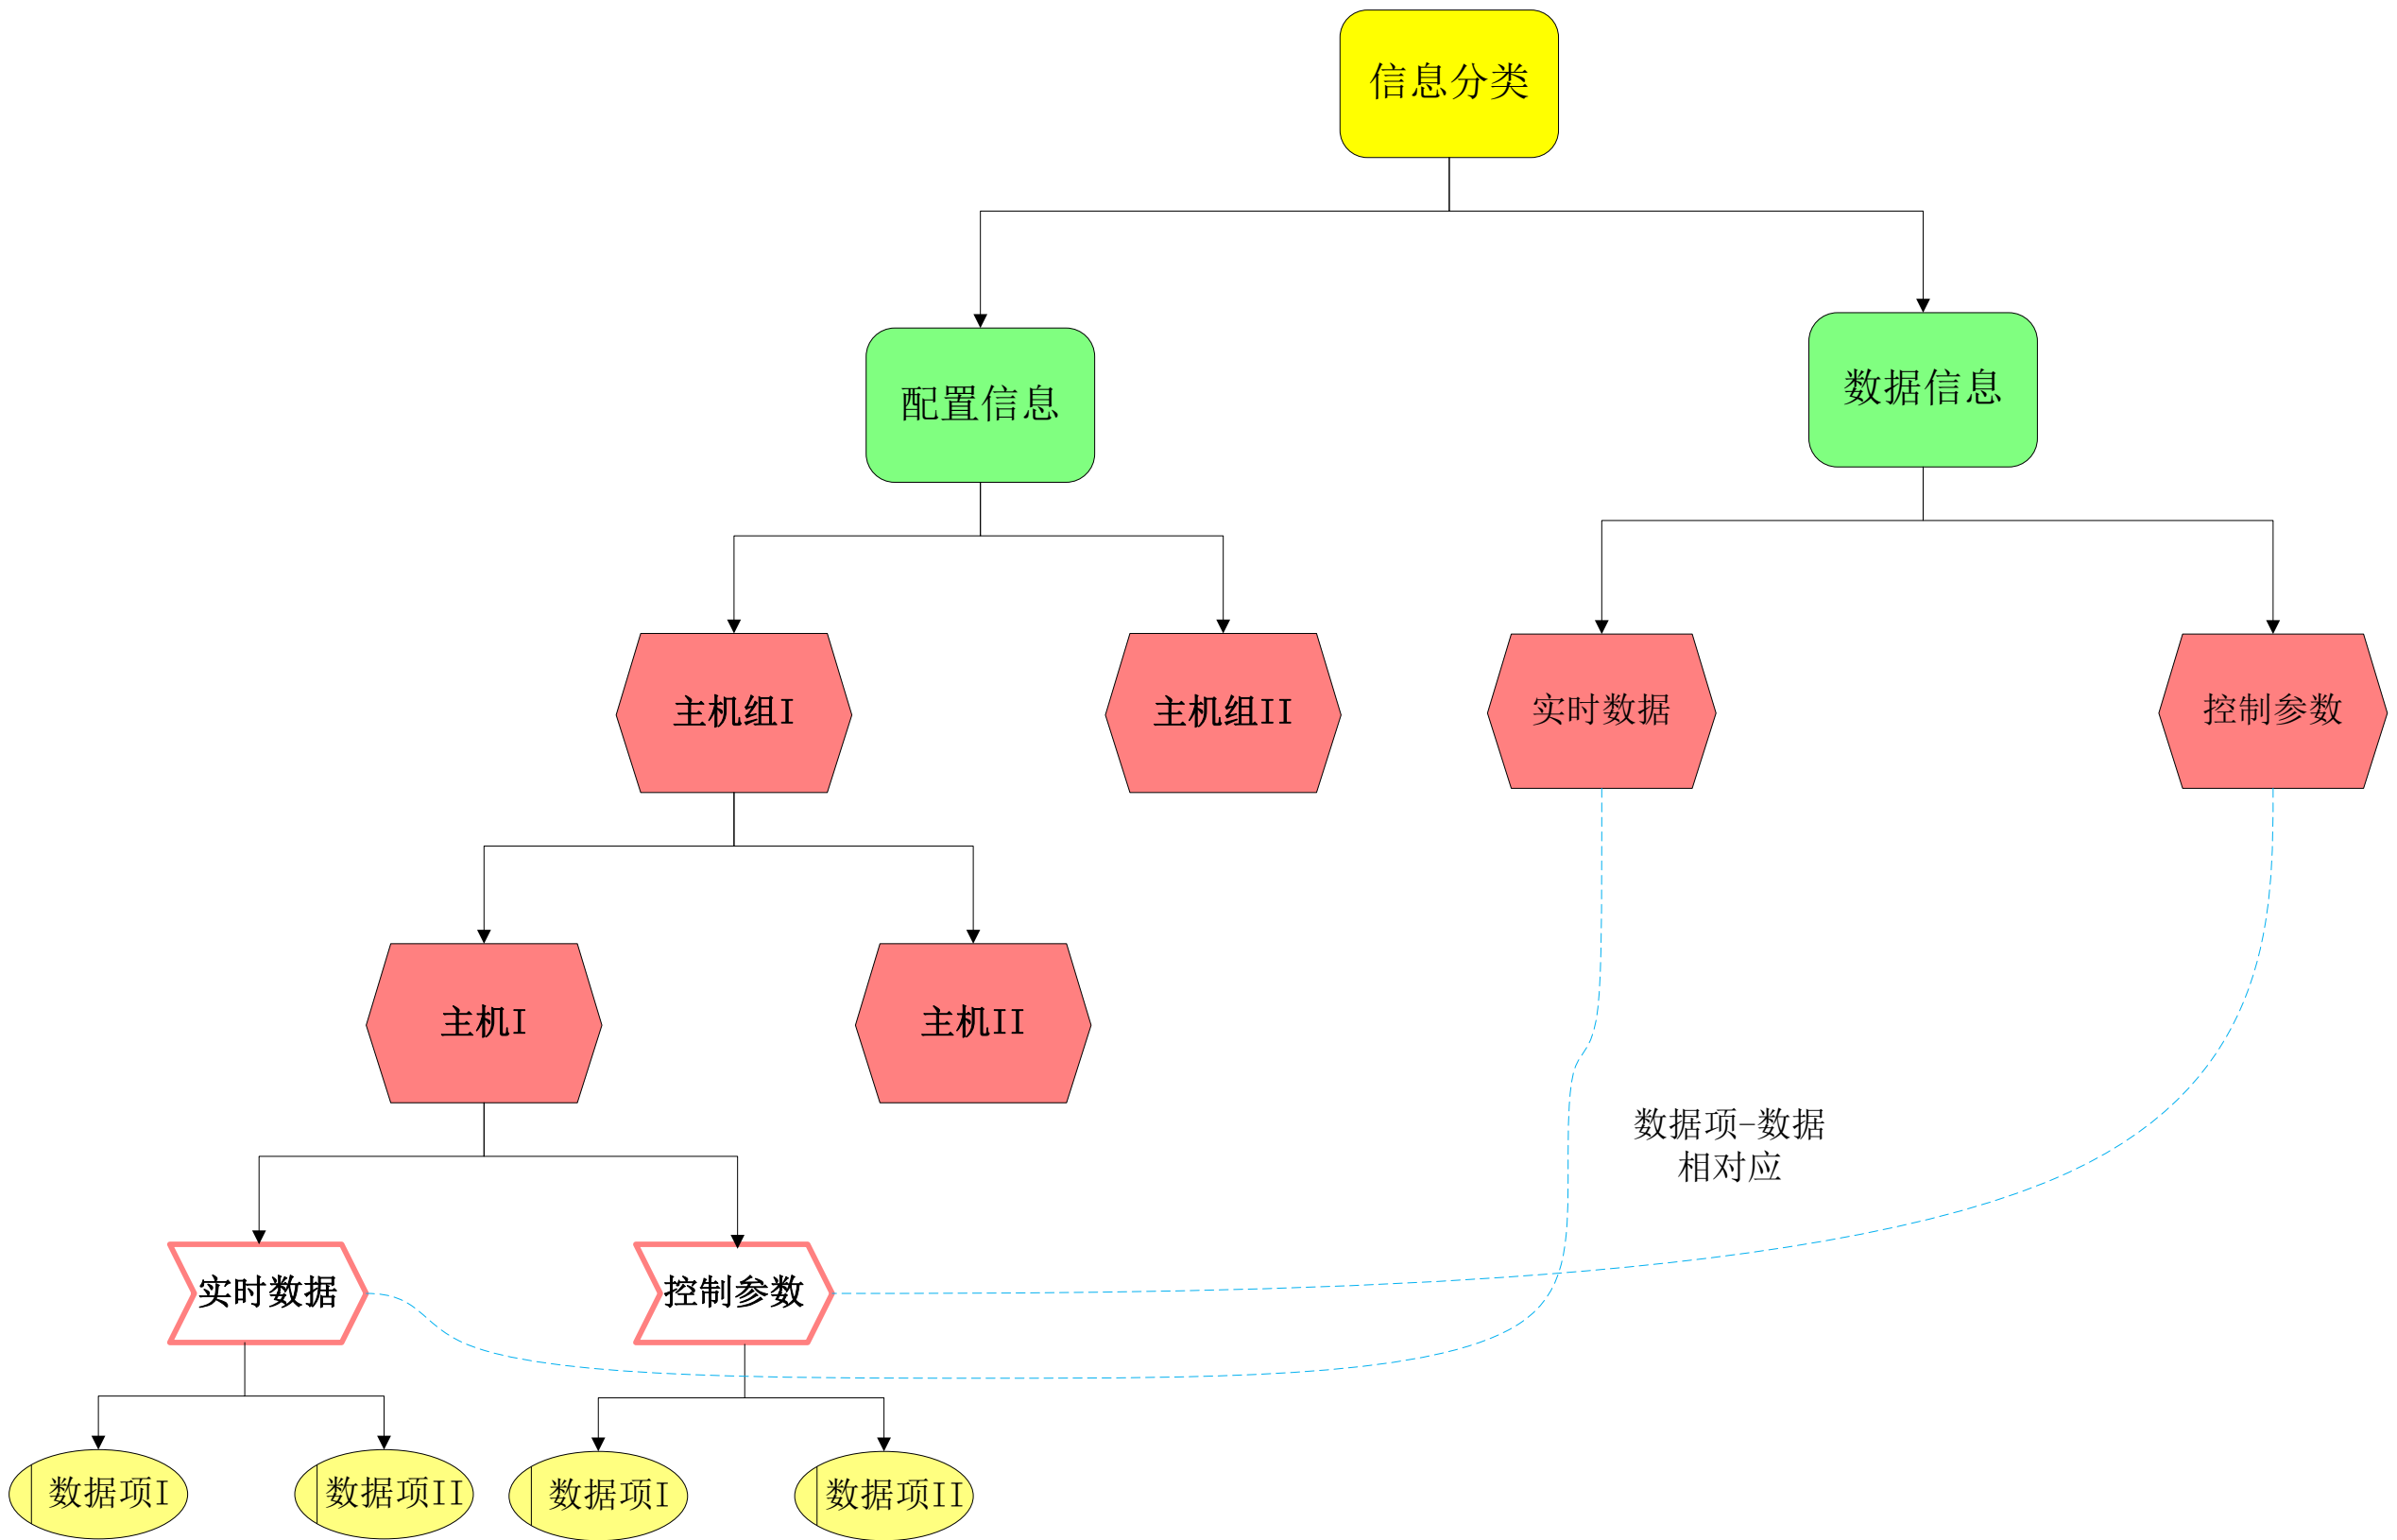 信息分类
配置信息
数据信息
主机组I
主机组II
实时数据
控制参数
主机I
主机II
数据项-数据
相对应
实时数据
控制参数
数据项I
数据项II
数据项I
数据项II